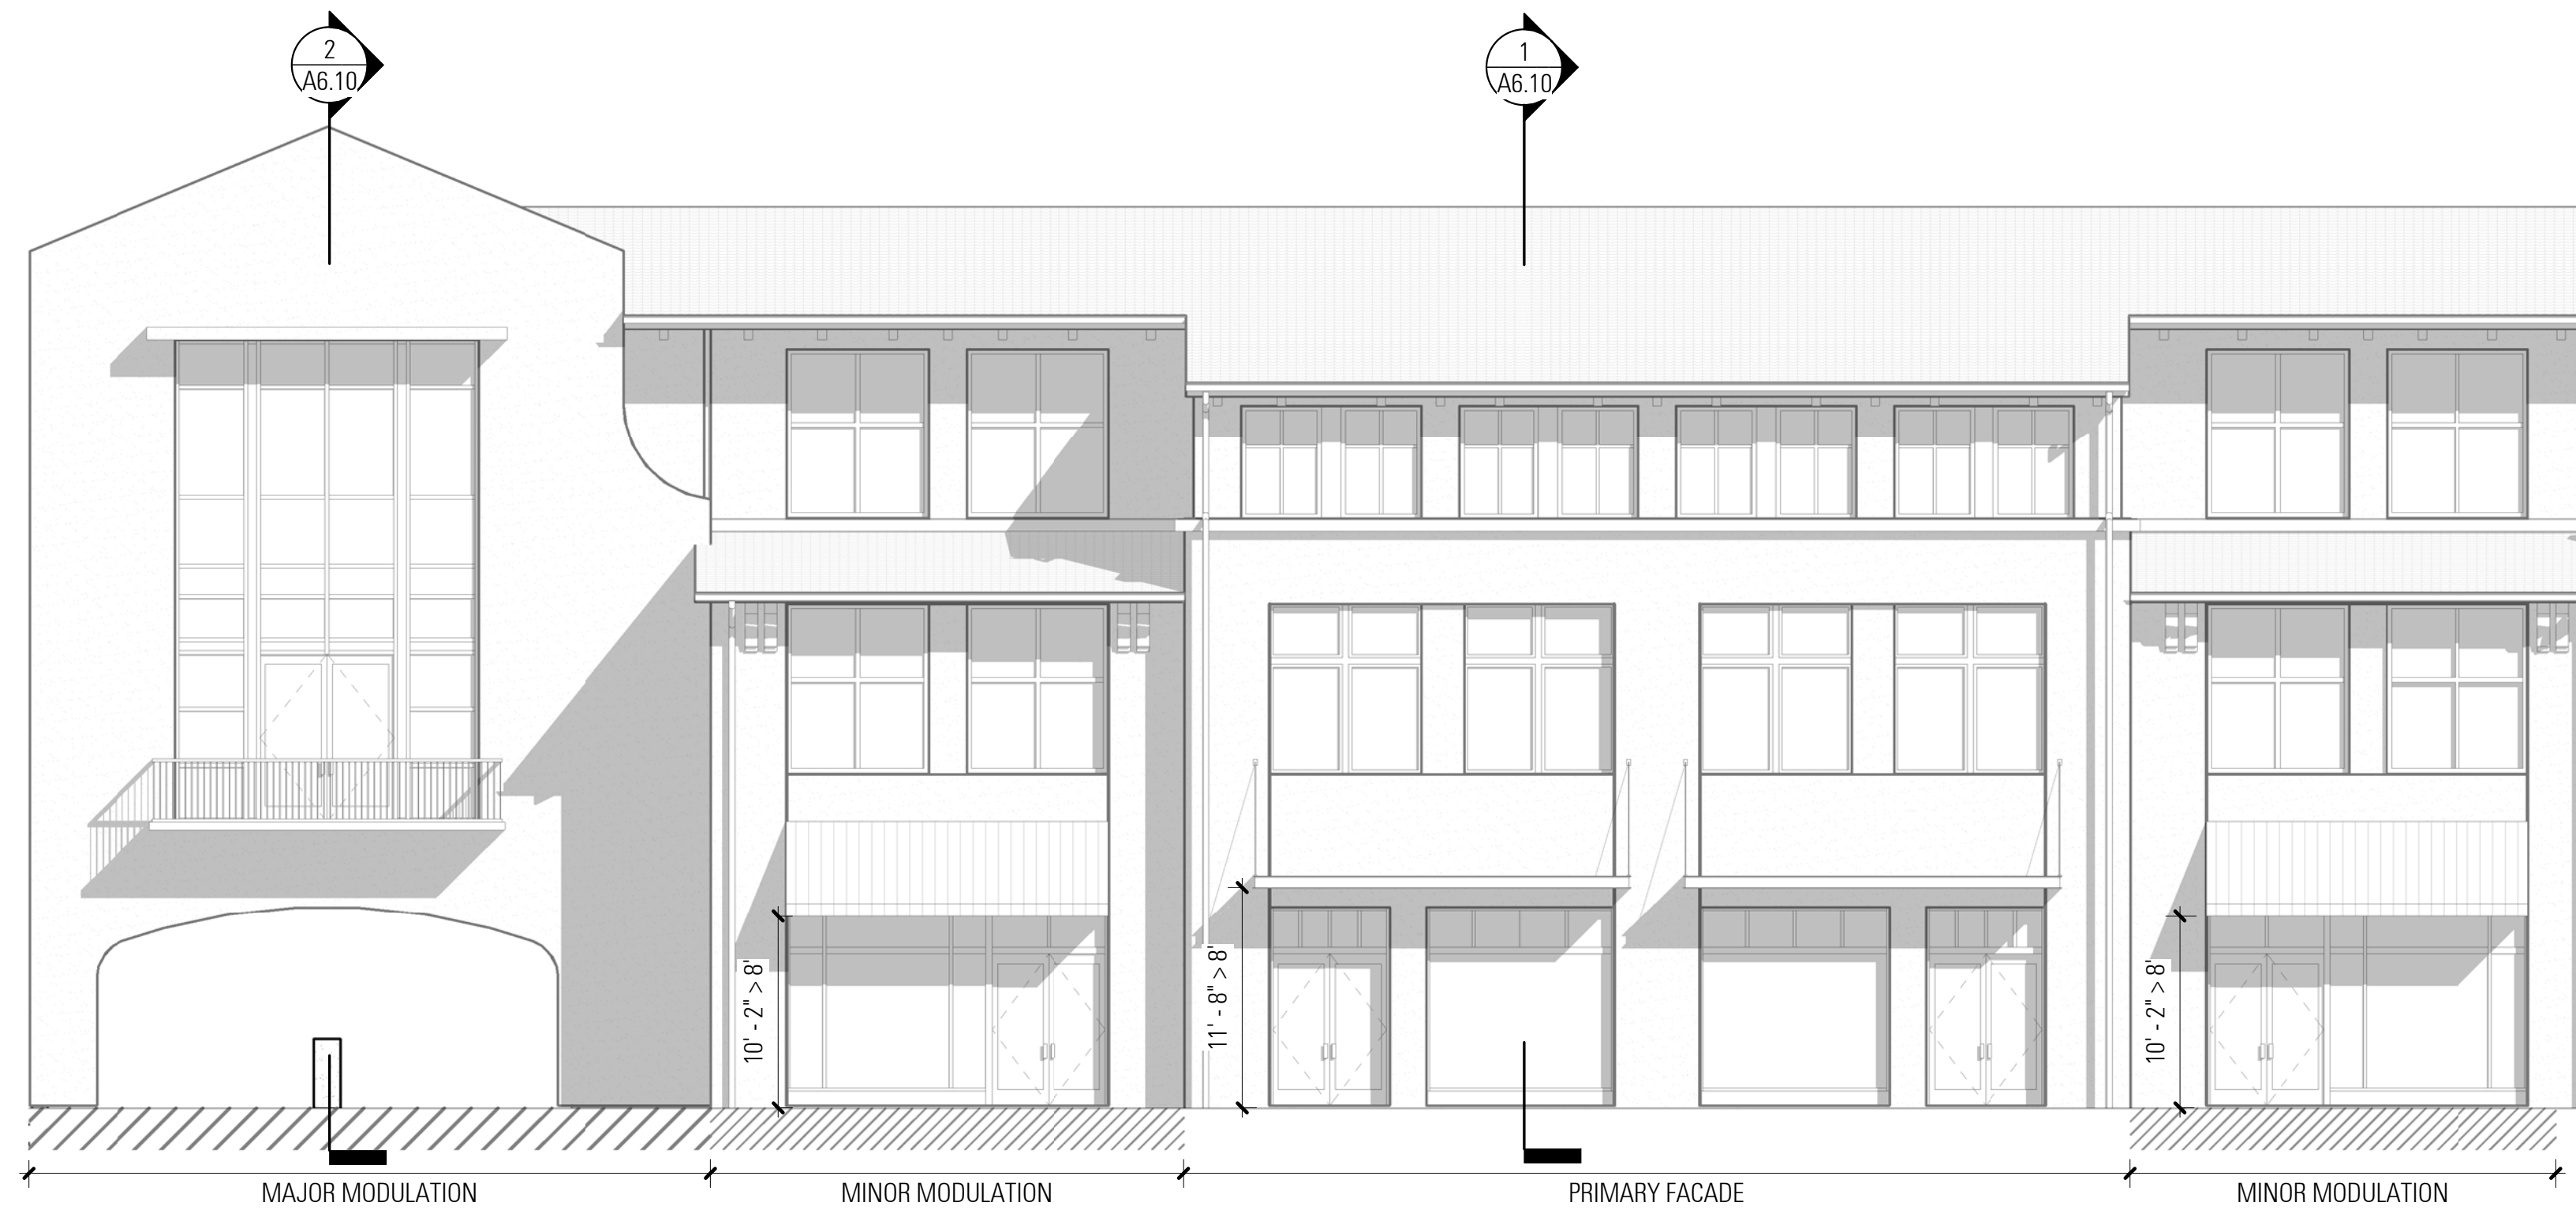 2
A6.10
1
A6.10
10' - 2" > 8'
11' - 8" > 8'
10' - 2" > 8'
MAJOR MODULATION
MINOR MODULATION
PRIMARY FACADE
MINOR MODULATION